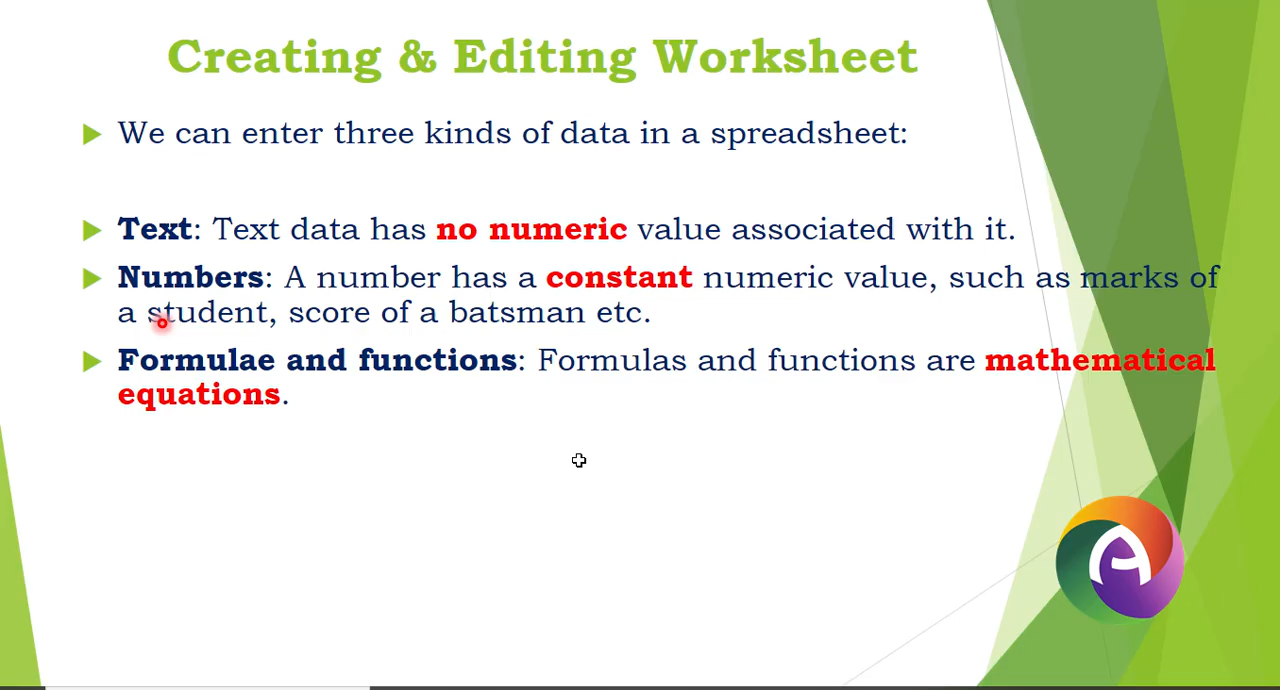 Creating & Editing Worksheet
We can enter three kinds of data in a spreadsheet:
Text: Text data has no numeric value associated with it.
Numbers: A number has a constant numeric value, such as marks of
a student, score of a batsman etc.
Formulae and functions: Formulas and functions are mathematical
equations.
A